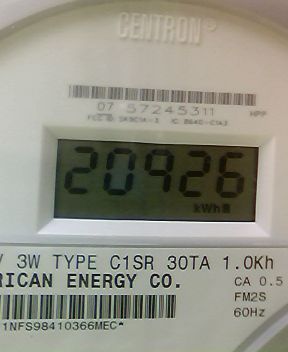 CENTRON®
07 57245311 HPP
20926
kWh
V 3W TYPE C1SR 30TA 1.0Kh
RICAN ENERGY CO. CA 0.5
FM2S
60Hz
1NFS98410366MEC*